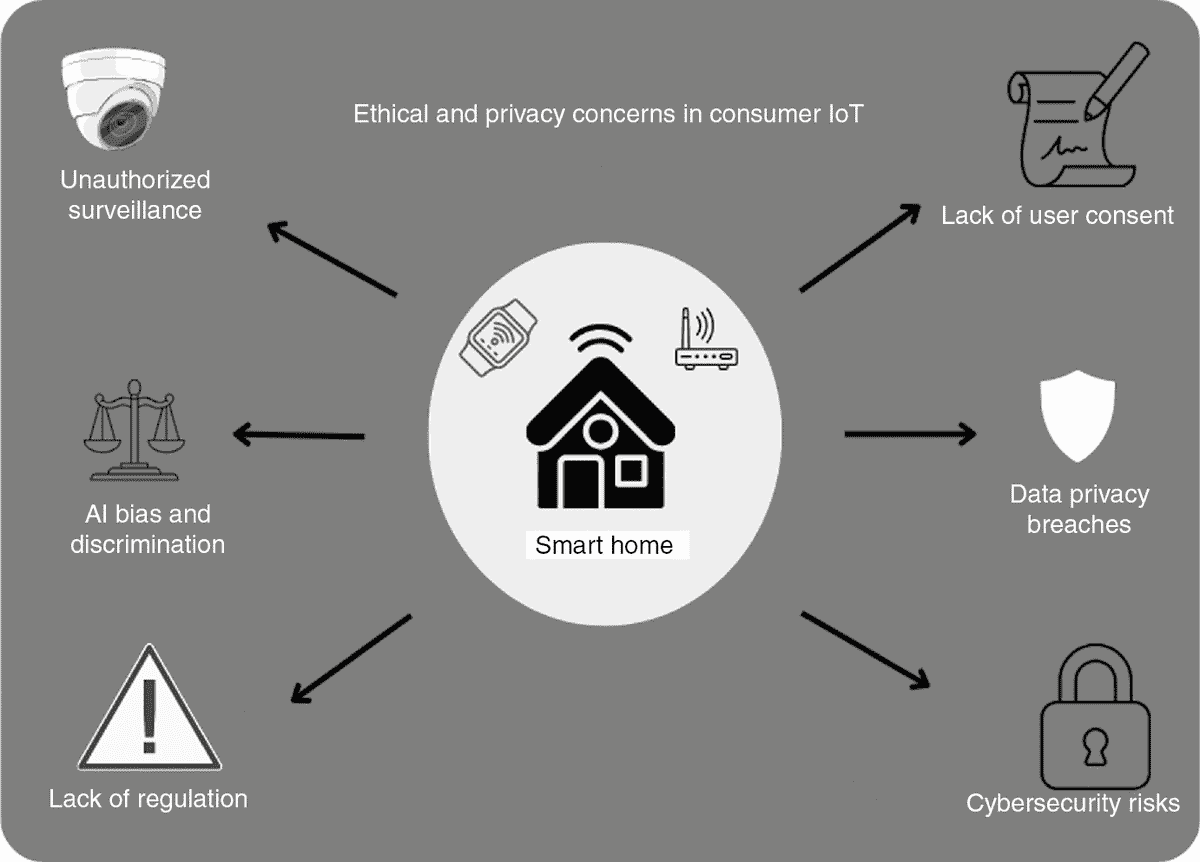 Ethical and privacy concerns in consumer IoT
Unauthorized
surveillance
Lack of user consent
AI bias and
discrimination
Smart home
Data privacy
breaches
Lack of regulation
Cybersecurity risks